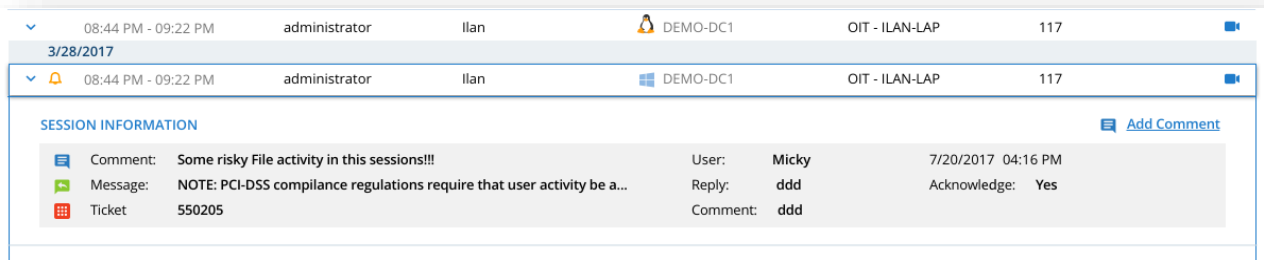 08:44 PM - 09:22 PM administrator Ilan DEMO-DC1 OIT - ILAN-LAP 117
3/28/2017
08:44 PM - 09:22 PM administrator Ilan DEMO-DC1 OIT - ILAN-LAP 117
SESSION INFORMATION Add Comment
Comment: Some risky File activity in this sessions!!! User: Micky 7/20/2017 04:16 PM
Message: NOTE: PCI-DSS compilance regulations require that user activity be a... Reply: ddd Acknowledge: Yes
Ticket 550205 Comment: ddd